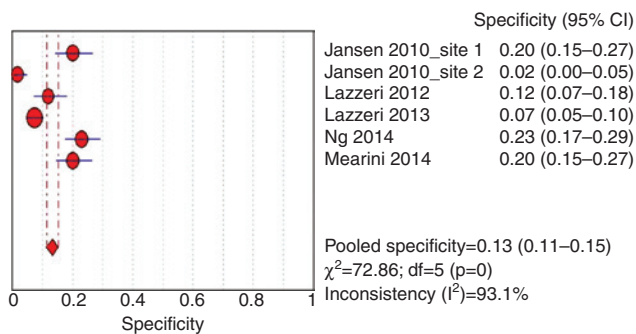 Specificity (95% CI)
Jansen 2010_site 1 0.20 (0.15–0.27)
Jansen 2010_site 2 0.02 (0.00–0.05)
Lazzeri 2012 0.12 (0.07–0.18)
Lazzeri 2013 0.07 (0.05–0.10)
Ng 2014 0.23 (0.17–0.29)
Mearini 2014 0.20 (0.15–0.27)
Pooled specificity=0.13 (0.11–0.15)
χ²=72.86; df=5 (p=0)
Inconsistency (I²)=93.1%
0 0.2 0.4 0.6 0.8 1
Specificity